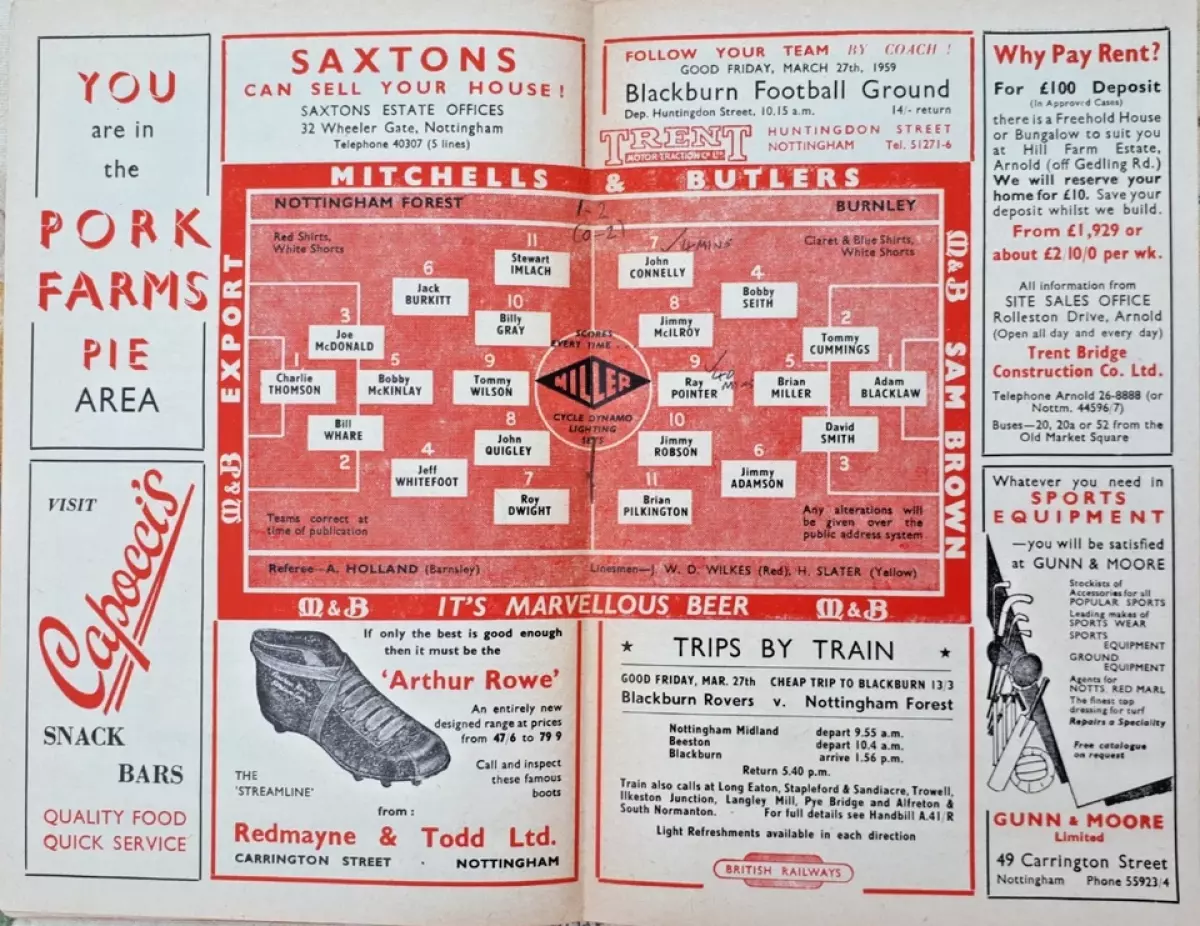 YOU
are in
the
PORK
FARMS
PIE
AREA
VISIT
Capocci's
SNACK
BARS
QUALITY FOOD
QUICK SERVICE
SAXTONS
CAN SELL YOUR HOUSE!
SAXTONS ESTATE OFFICES
32 Wheeler Gate, Nottingham
Telephone 40307 (5 lines)
FOLLOW YOUR TEAM BY COACH!
GOOD FRIDAY, MARCH 27th, 1959
Blackburn Football Ground
Dep. Huntingdon Street, 10.15 a.m. 14/- return
TRENT
MOTOR TRACTION CO LTD
HUNTINGDON STREET
NOTTINGHAM Tel. 51271-6
MITCHELLS & BUTLERS
M&B EXPORT
M&B SAM BROWN
NOTTINGHAM FOREST
1-2
BURNLEY
(0-2)
Red Shirts,
White Shorts
Claret & Blue Shirts,
White Shorts
11
Stewart
IMLACH
6
Jack
BURKITT
10
Billy
GRAY
3
Joe
McDONALD
1
Charlie
THOMSON
5
Bobby
McKINLAY
9
Tommy
WILSON
Bill
WHARE
2
8
John
QUIGLEY
4
Jeff
WHITEFOOT
7
Roy
DWIGHT
SCORES
EVERY TIME . .
MILLER
CYCLE DYNAMO
LIGHTING
SETS
7
MINS
John
CONNELLY
4
Bobby
SEITH
8
Jimmy
McILROY
2
Tommy
CUMMINGS
9
Ray
POINTER
5
Brian
MILLER
1
Adam
BLACKLAW
10
Jimmy
ROBSON
David
SMITH
3
6
Jimmy
ADAMSON
11
Brian
PILKINGTON
Teams correct at
time of publication
Any alterations will
be given over the
public address system
Referee—A. HOLLAND (Barnsley)
Linesmen—J. W. D. WILKES (Red), H. SLATER (Yellow)
M&B IT'S MARVELLOUS BEER M&B
If only the best is good enough
then it must be the
'Arthur Rowe'
An entirely new
designed range at prices
from 47/6 to 79 9
Call and inspect
these famous
boots
THE
'STREAMLINE'
from:
Redmayne & Todd Ltd.
CARRINGTON STREET · NOTTINGHAM
★ TRIPS BY TRAIN ★
GOOD FRIDAY, MAR. 27th CHEAP TRIP TO BLACKBURN 13/3
Blackburn Rovers v. Nottingham Forest
Nottingham Midland depart 9.55 a.m.
Beeston depart 10.4 a.m.
Blackburn arrive 1.56 p.m.
Return 5.40 p.m.
Train also calls at Long Eaton, Stapleford & Sandiacre, Trowell,
Ilkeston Junction, Langley Mill, Pye Bridge and Alfreton &
South Normanton. For full details see Handbill A.41/R
Light Refreshments available in each direction
BRITISH RAILWAYS
Why Pay Rent?
For £100 Deposit
(In Approved Cases)
there is a Freehold House
or Bungalow to suit you
at Hill Farm Estate,
Arnold (off Gedling Rd.)
We will reserve your
home for £10. Save your
deposit whilst we build.
From £1,929 or
about £2/10/0 per wk.
All information from
SITE SALES OFFICE
Rolleston Drive, Arnold
(Open all day and every day)
Trent Bridge
Construction Co. Ltd.
Telephone Arnold 26-8888 (or
Nottm. 44596/7)
Buses—20, 20a or 52 from the
Old Market Square
Whatever you need in
SPORTS
EQUIPMENT
—you will be satisfied
at GUNN & MOORE
Stockists of
Accessories for all
POPULAR SPORTS
Leading makes of
SPORTS WEAR
SPORTS
EQUIPMENT
GROUND
EQUIPMENT
Agents for
NOTTS. RED MARL
The finest top
dressing for turf
Repairs a Speciality
Free catalogue
on request
GUNN & MOORE
Limited
49 Carrington Street
Nottingham Phone 55923/4